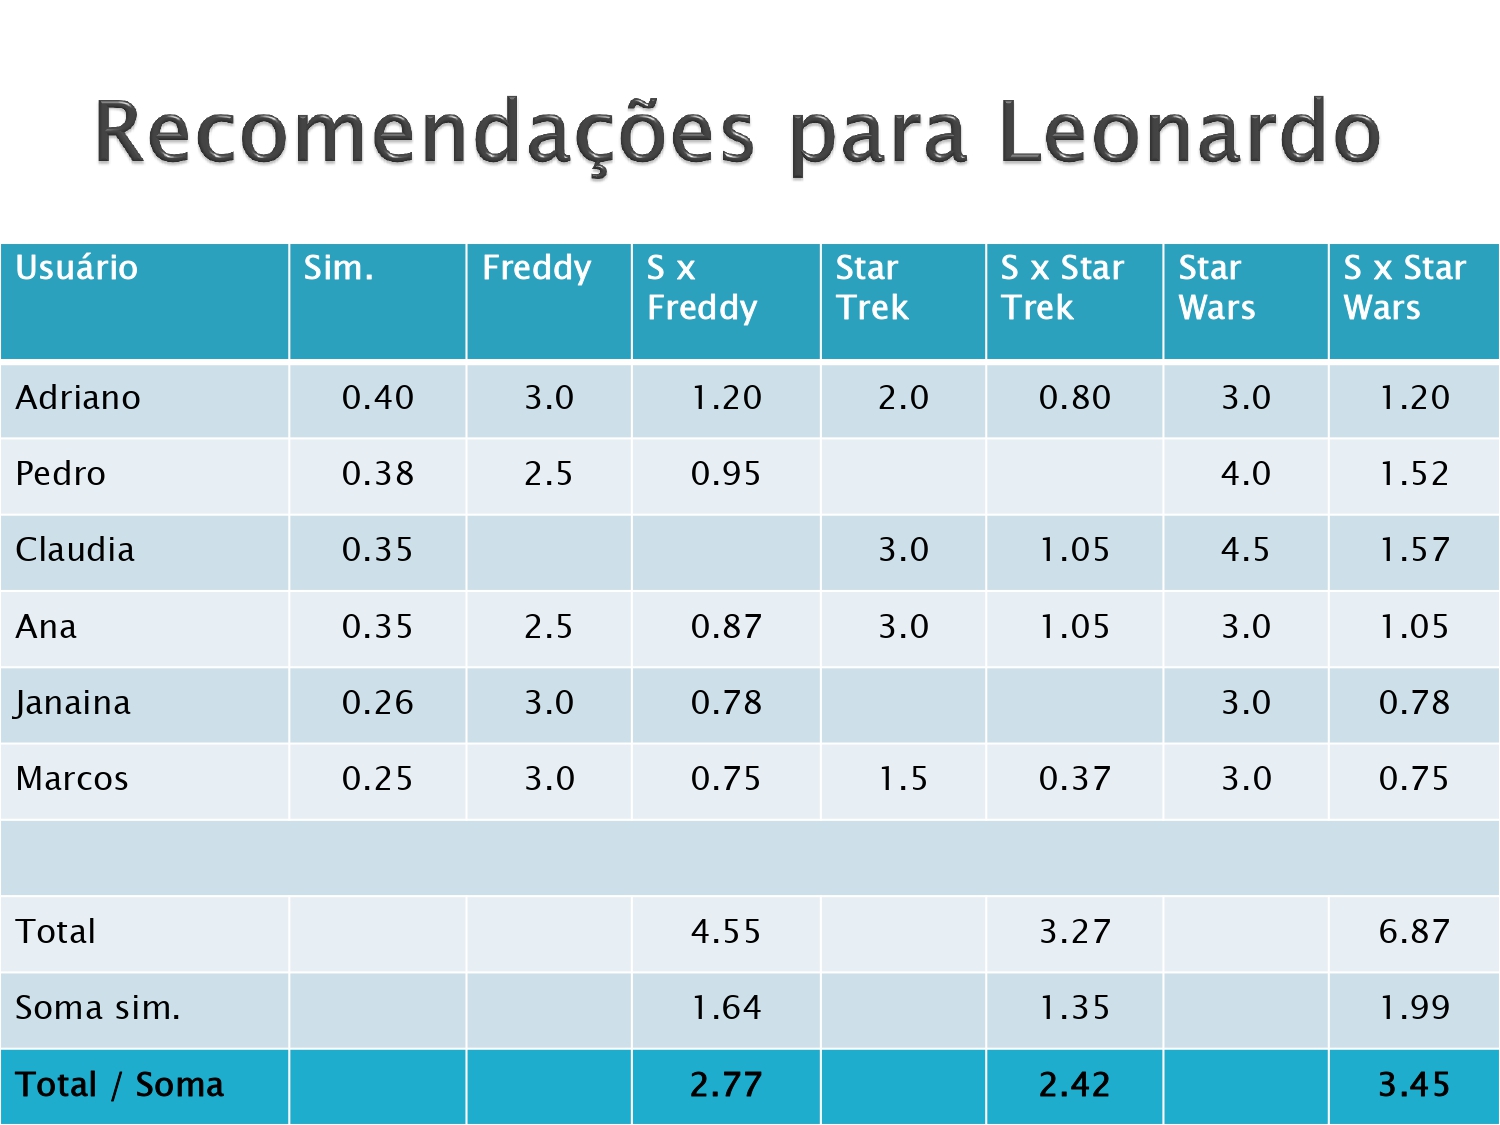 Recomendações para Leonardo
Usuário Sim. Freddy S x Freddy Star Trek S x Star Trek Star Wars S x Star Wars
Adriano 0.40 3.0 1.20 2.0 0.80 3.0 1.20
Pedro 0.38 2.5 0.95 4.0 1.52
Claudia 0.35 3.0 1.05 4.5 1.57
Ana 0.35 2.5 0.87 3.0 1.05 3.0 1.05
Janaina 0.26 3.0 0.78 3.0 0.78
Marcos 0.25 3.0 0.75 1.5 0.37 3.0 0.75
Total 4.55 3.27 6.87
Soma sim. 1.64 1.35 1.99
Total / Soma 2.77 2.42 3.45